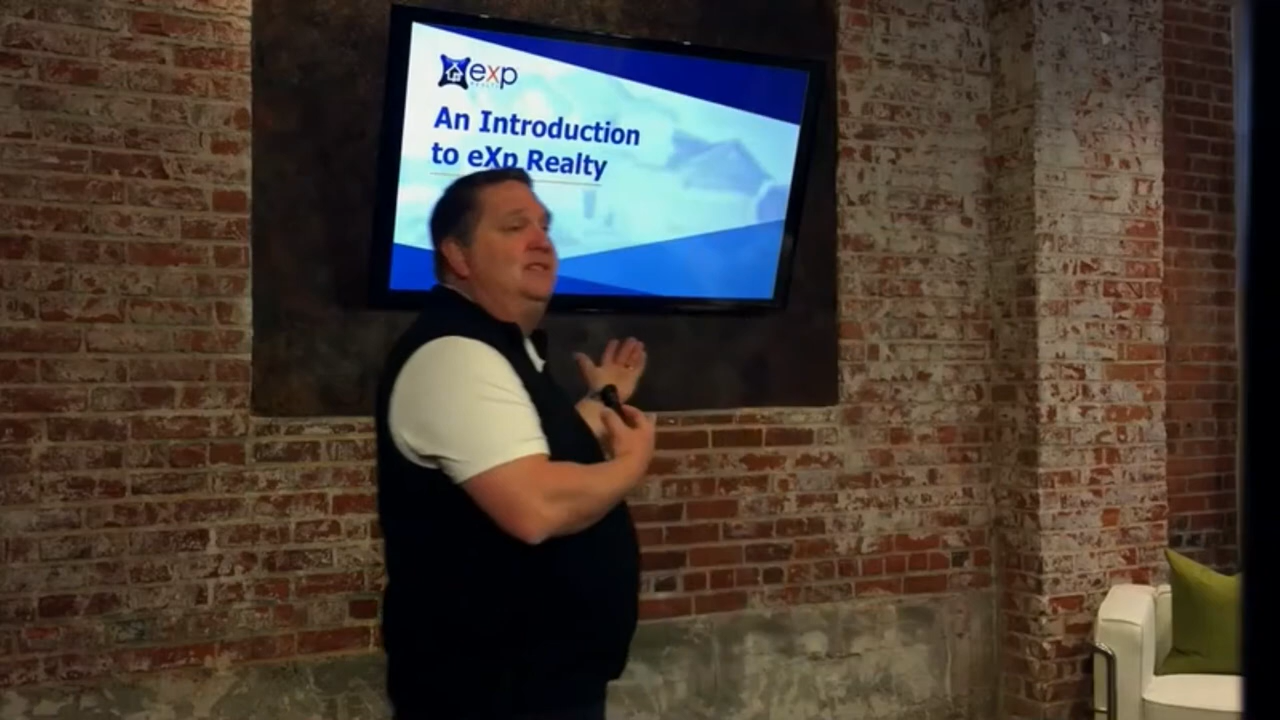 exp
An Introduction
to eXp Realty